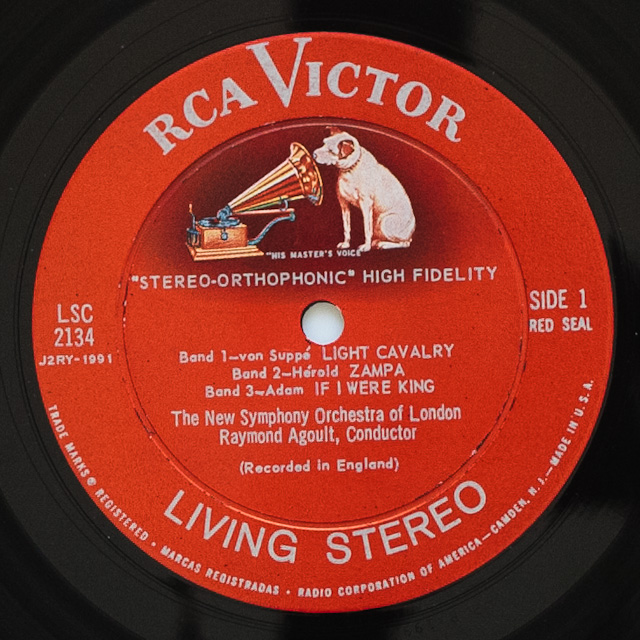 RCA VICTOR
"HIS MASTER'S VOICE"
"STEREO-ORTHOPHONIC" HIGH FIDELITY
LSC
2134
J2RY-1991
SIDE 1
RED SEAL
Band 1—von Suppé LIGHT CAVALRY
Band 2—Hérold ZAMPA
Band 3—Adam IF I WERE KING
The New Symphony Orchestra of London
Raymond Agoult, Conductor
(Recorded in England)
LIVING STEREO
TRADE MARKS® REGISTERED • MARCAS REGISTRADAS • RADIO CORPORATION OF AMERICA—CAMDEN, N. J.—MADE IN U.S.A.